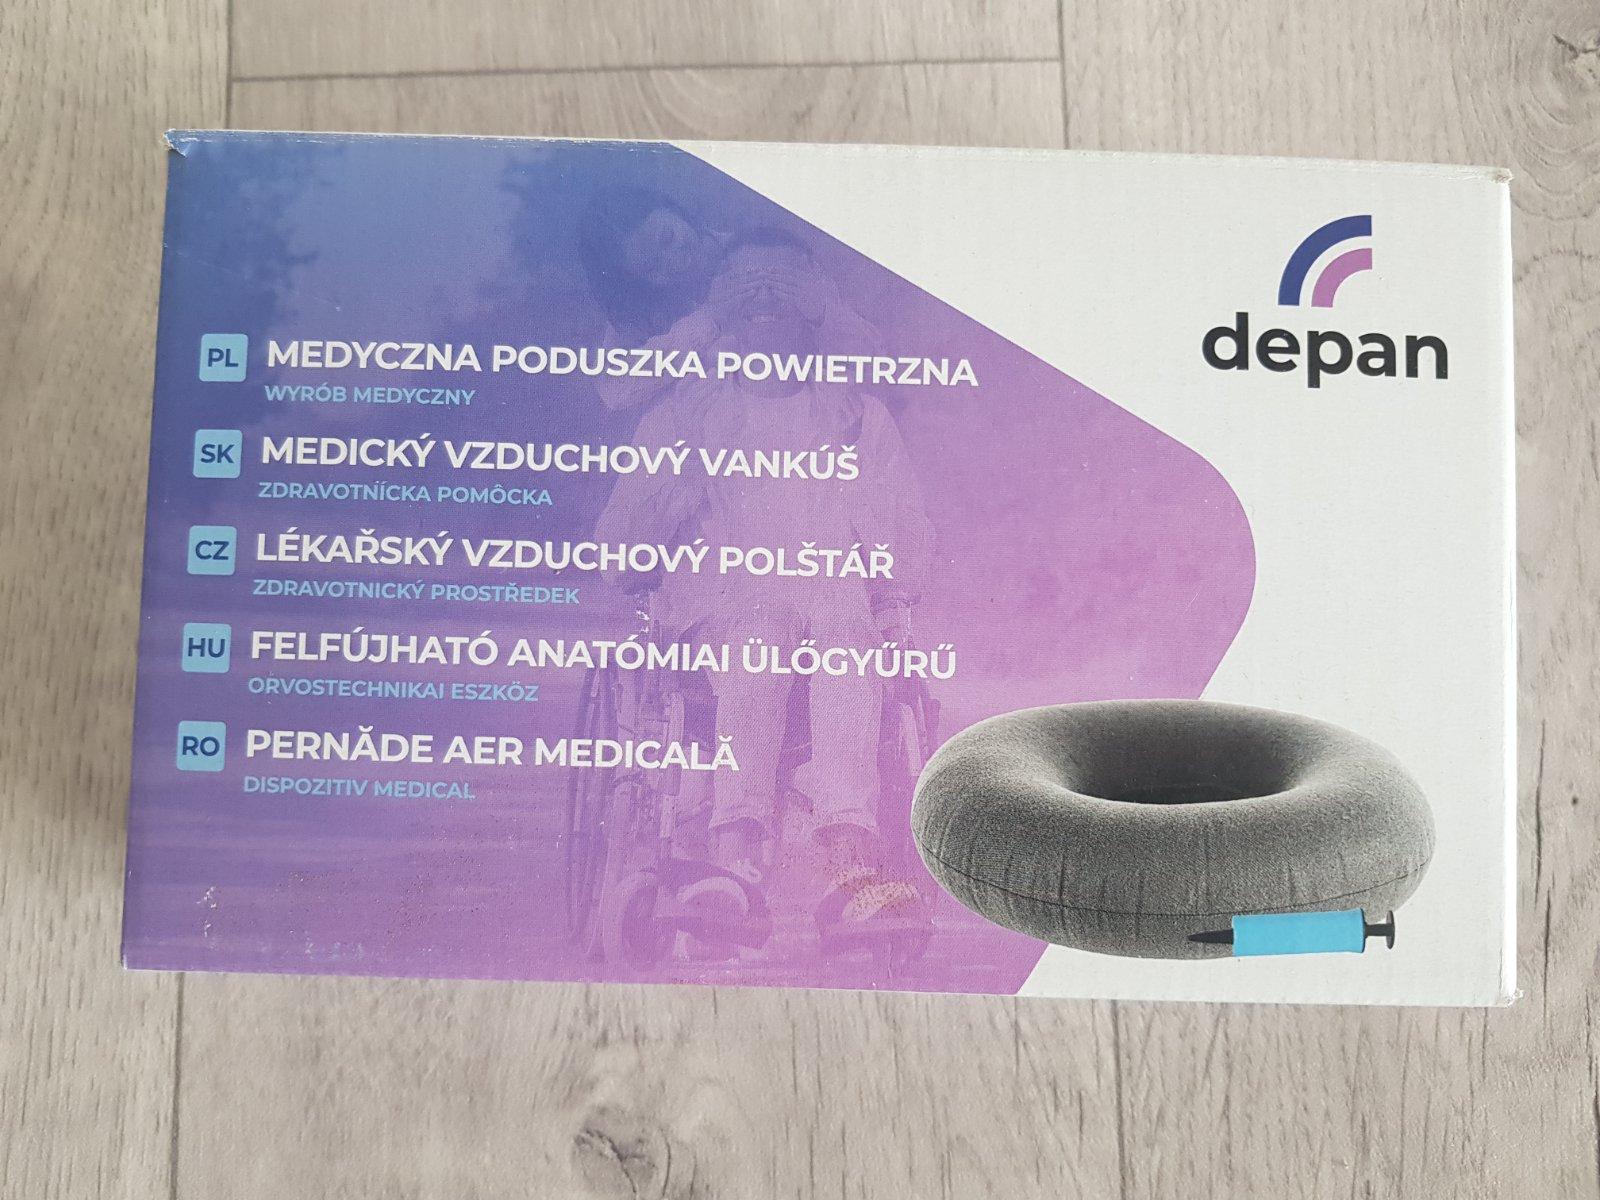 depan
PL MEDYCZNA PODUSZKA POWIETRZNA
WYRÓB MEDYCZNY
SK MEDICKÝ VZDUCHOVÝ VANKÚŠ
ZDRAVOTNÍCKA POMÔCKA
CZ LÉKAŘSKÝ VZDUCHOVÝ POLŠTÁŘ
ZDRAVOTNICKÝ PROSTŘEDEK
HU FELFÚJHATÓ ANATÓMIAI ÜLŐGYŰRŰ
ORVOSTECHNIKAI ESZKÖZ
RO PERNĂDE AER MEDICALĂ
DISPOZITIV MEDICAL